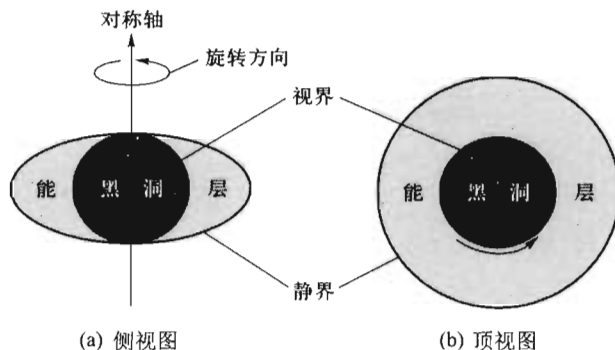 对称轴
旋转方向
视界
能 黑 洞 层
能 黑 洞 层
静界
(a) 侧视图
(b) 顶视图